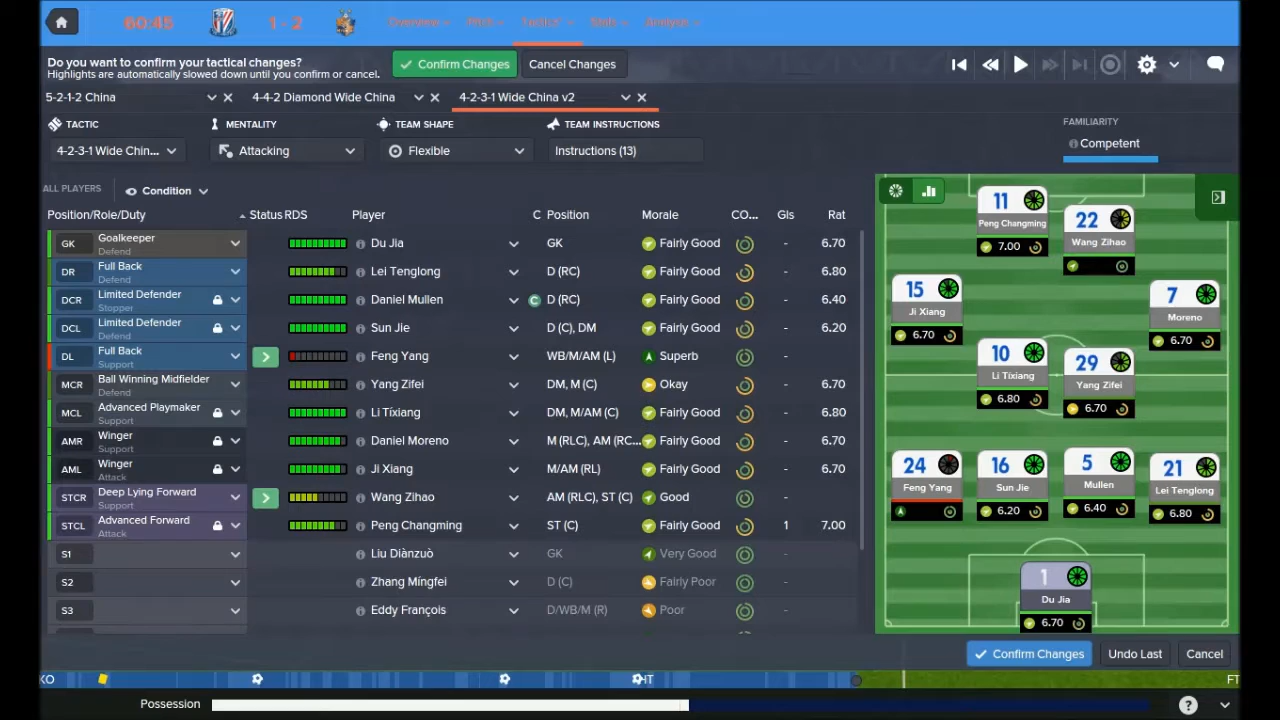 60:45 1 - 2 Overview Pitch Tactics Stats Analysis
Do you want to confirm your tactical changes?
Highlights are automatically slowed down until you confirm or cancel.
Confirm Changes Cancel Changes
5-2-1-2 China 4-4-2 Diamond Wide China 4-2-3-1 Wide China v2
TACTIC MENTALITY TEAM SHAPE TEAM INSTRUCTIONS FAMILIARITY
4-2-3-1 Wide Chin... Attacking Flexible Instructions (13) Competent
ALL PLAYERS Condition
Position/Role/Duty Status RDS Player C Position Morale CO... Gls Rat
GK Goalkeeper Defend Du Jia GK Fairly Good - 6.70
DR Full Back Defend Lei Tenglong D (RC) Fairly Good - 6.80
DCR Limited Defender Stopper Daniel Mullen C D (RC) Fairly Good - 6.40
DCL Limited Defender Defend Sun Jie D (C), DM Fairly Good - 6.20
DL Full Back Support Feng Yang WB/M/AM (L) Superb
MCR Ball Winning Midfielder Defend Yang Zifei DM, M (C) Okay - 6.70
MCL Advanced Playmaker Support Li Tíxiang DM, M/AM (C) Fairly Good - 6.80
AMR Winger Support Daniel Moreno M (RLC), AM (RC... Fairly Good - 6.70
AML Winger Attack Ji Xiang M/AM (RL) Fairly Good - 6.70
STCR Deep Lying Forward Support Wang Zihao AM (RLC), ST (C) Good -
STCL Advanced Forward Attack Peng Changming ST (C) Fairly Good 1 7.00
S1 Liu Diànzuò GK Very Good -
S2 Zhang Míngfei D (C) Fairly Poor -
S3 Eddy François D/WB/M (R) Poor -
11
Peng Changming
7.00
22
Wang Zihao
15
Ji Xiang
6.70
7
Moreno
6.70
10
Li Tíxiang
6.80
29
Yang Zifei
6.70
24
Feng Yang
16
Sun Jie
6.20
5
Mullen
6.40
21
Lei Tenglong
6.80
1
Du Jia
6.70
Confirm Changes Undo Last Cancel
KO HT FT
Possession ?